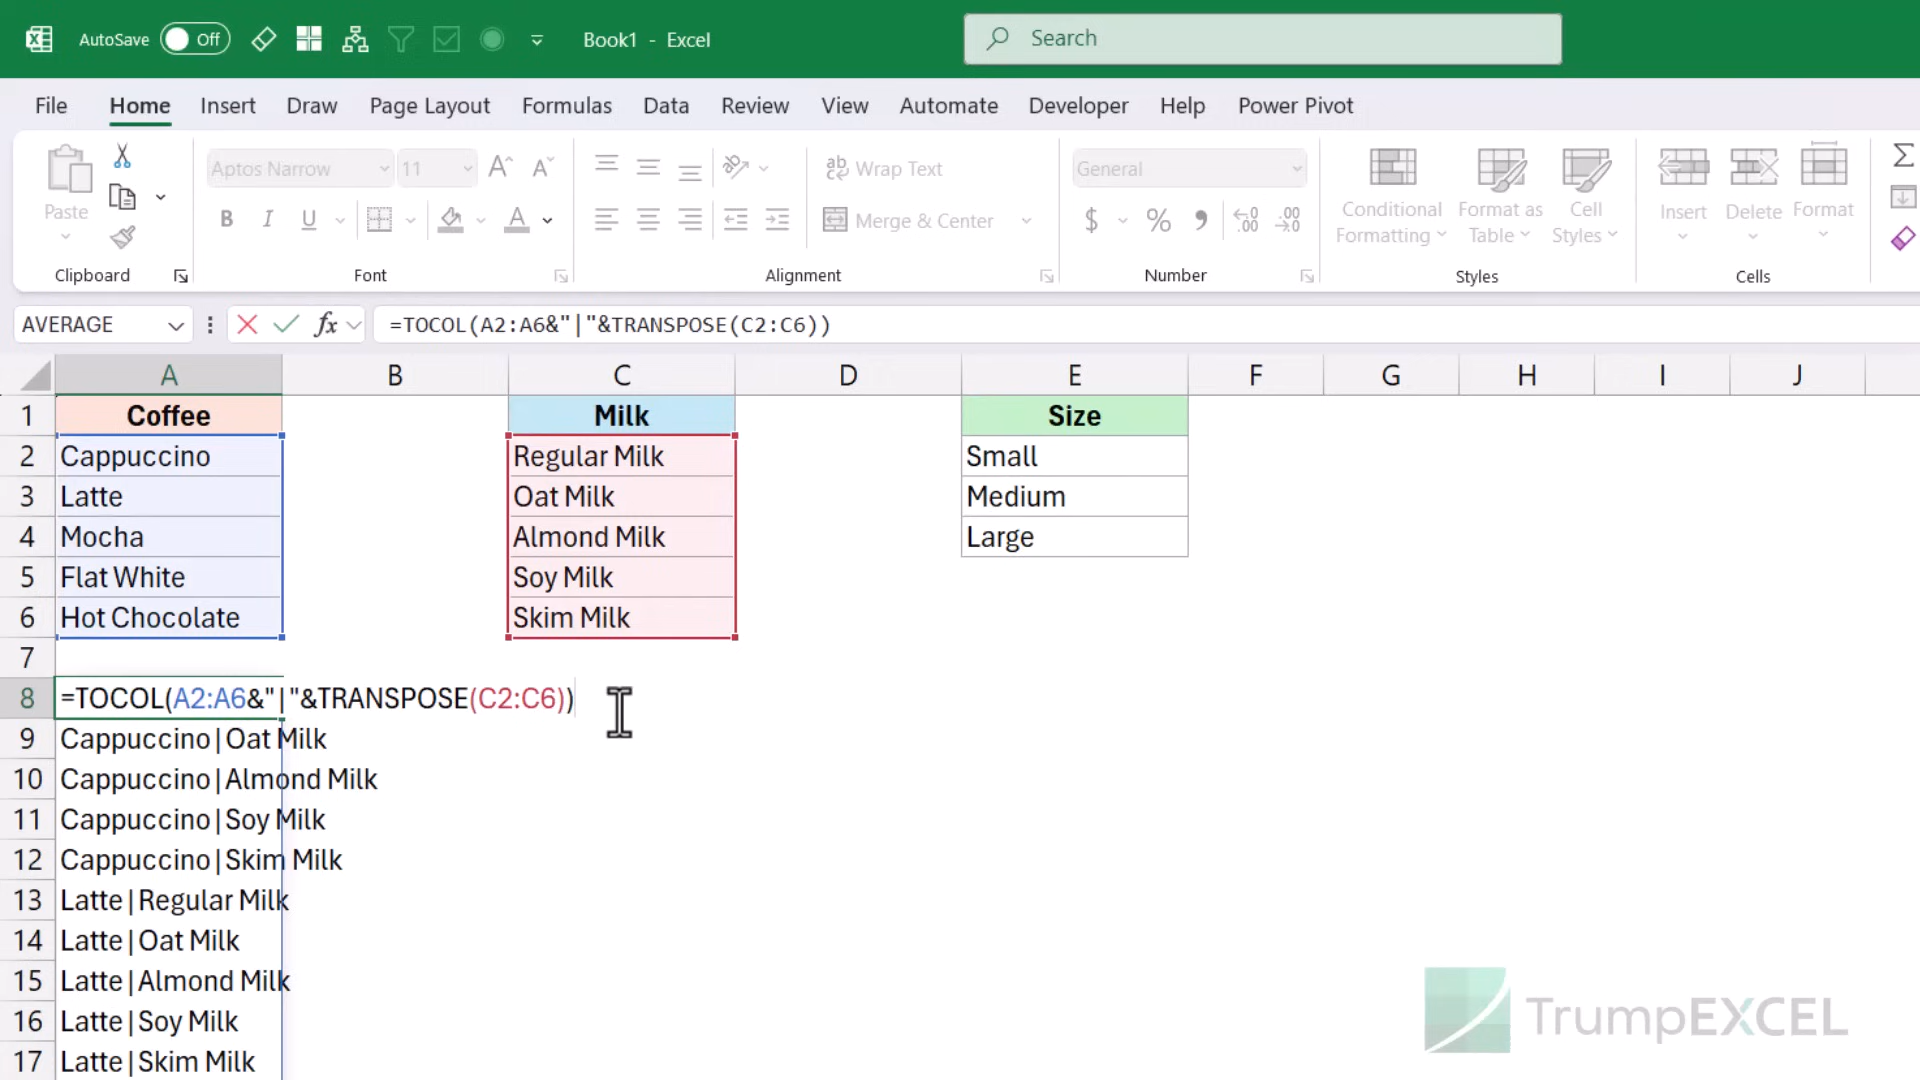 AutoSave Off Book1 - Excel Search
File Home Insert Draw Page Layout Formulas Data Review View Automate Developer Help Power Pivot
Paste Aptos Narrow 11 Wrap Text General Conditional Formatting Format as Table Cell Styles Insert Delete Format
B I U A Merge & Center $ % 9 .00 .00
Clipboard Font Alignment Number Styles Cells
AVERAGE fx =TOCOL(A2:A6&"|"&TRANSPOSE(C2:C6))
A B C D E F G H I J
1 Coffee Milk Size
2 Cappuccino Regular Milk Small
3 Latte Oat Milk Medium
4 Mocha Almond Milk Large
5 Flat White Soy Milk
6 Hot Chocolate Skim Milk
7
8 =TOCOL(A2:A6&"|"&TRANSPOSE(C2:C6))
9 Cappuccino|Oat Milk
10 Cappuccino|Almond Milk
11 Cappuccino|Soy Milk
12 Cappuccino|Skim Milk
13 Latte|Regular Milk
14 Latte|Oat Milk
15 Latte|Almond Milk
16 Latte|Soy Milk
17 Latte|Skim Milk
TrumpEXCEL